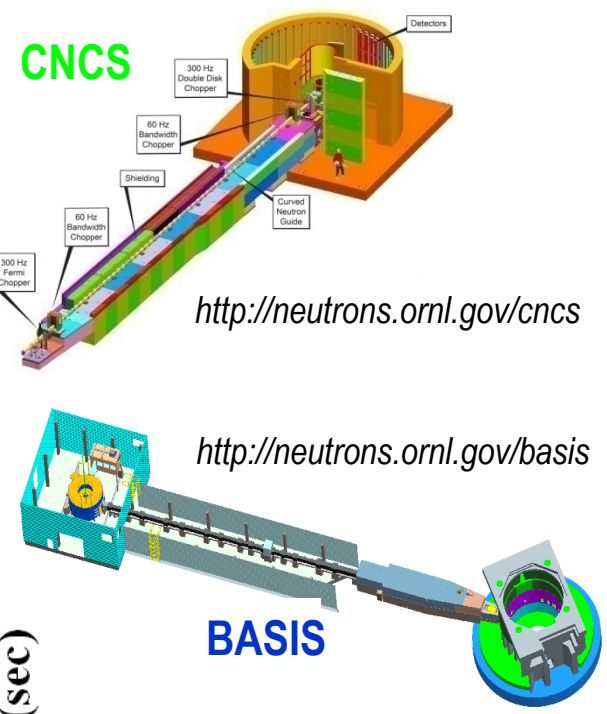 CNCS
Detectors
300 Hz
Double Disk
Chopper
60 Hz
Bandwidth
Chopper
Shielding
60 Hz
Bandwidth
Chopper
Curved
Neutron
Guide
300 Hz
Fermi
Chopper
http://neutrons.ornl.gov/cncs
http://neutrons.ornl.gov/basis
BASIS
(sec)